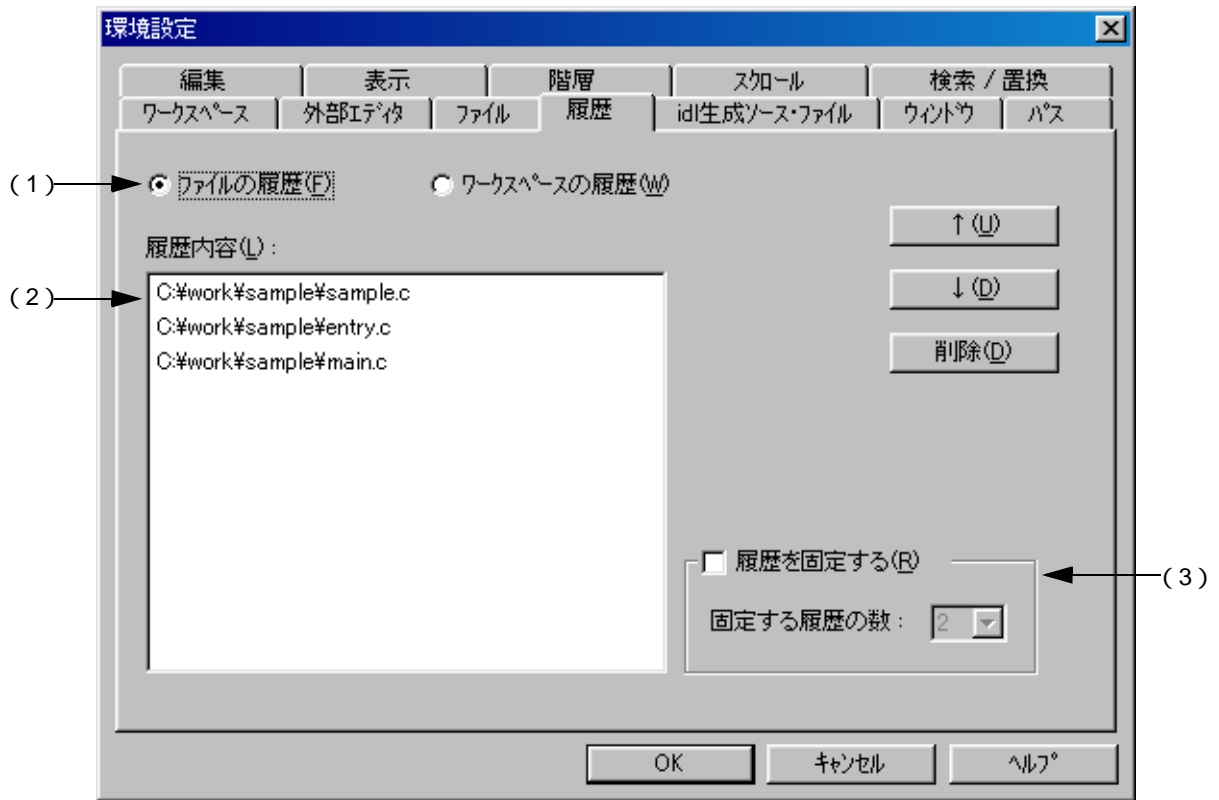 環境設定
編集 表示 階層 スクロール 検索 / 置換
ワークスペース 外部エディタ ファイル 履歴 idl生成ソース・ファイル ウィンドウ パス
(1) ファイルの履歴(F) ワークスペースの履歴(W)
↑(U)
履歴内容(L):
(2) C:¥work¥sample¥sample.c ↓(D)
C:¥work¥sample¥entry.c
C:¥work¥sample¥main.c 削除(D)
履歴を固定する(R)
(3)
固定する履歴の数: 2
OK キャンセル ヘルプ